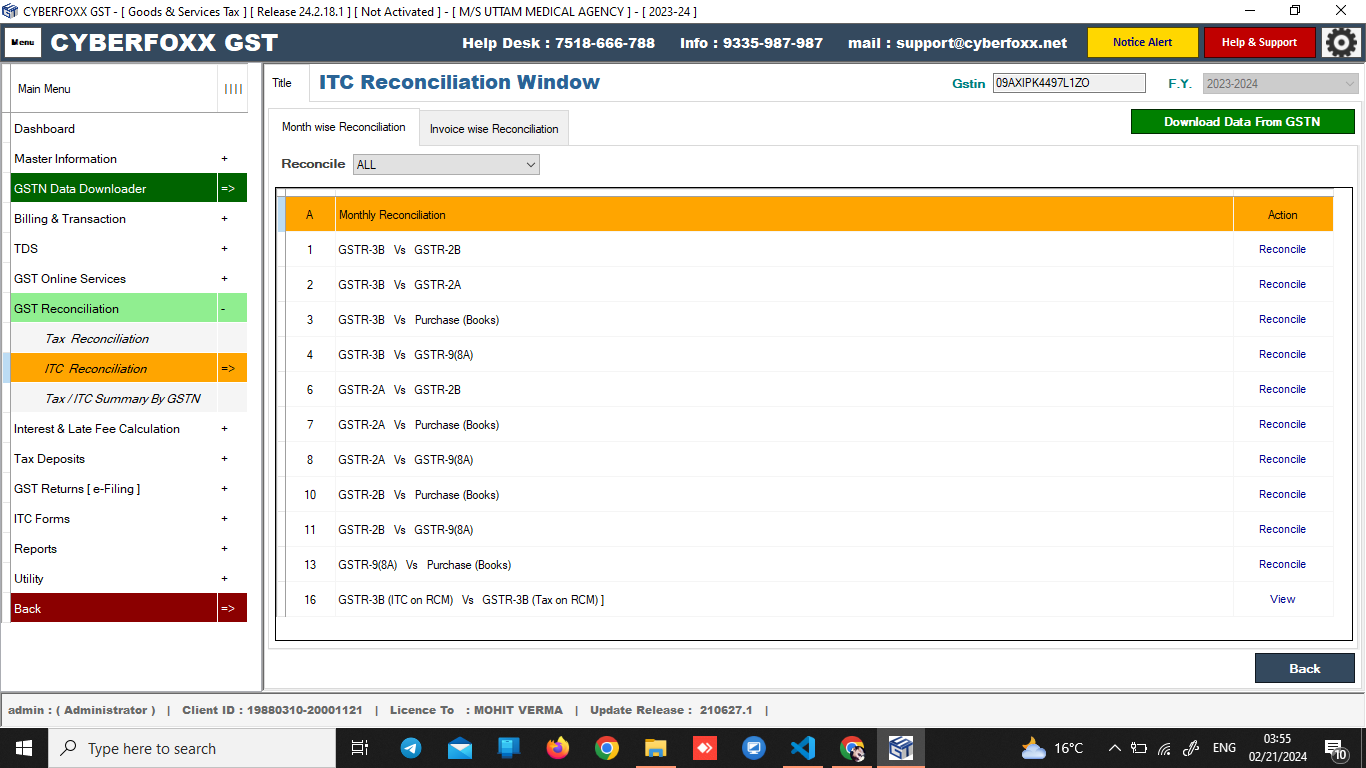 CYBERFOXX GST - [ Goods & Services Tax ] [ Release 24.2.18.1 ] [ Not Activated ] - [ M/S UTTAM MEDICAL AGENCY ] - [ 2023-24 ]
Menu CYBERFOXX GST Help Desk : 7518-666-788 Info : 9335-987-987 mail : support@cyberfoxx.net Notice Alert Help & Support
Main Menu
Dashboard
Master Information +
GSTN Data Downloader =>
Billing & Transaction +
TDS +
GST Online Services +
GST Reconciliation -
Tax Reconciliation
ITC Reconciliation =>
Tax / ITC Summary By GSTN
Interest & Late Fee Calculation +
Tax Deposits +
GST Returns [ e-Filing ] +
ITC Forms +
Reports +
Utility +
Back =>
Title ITC Reconciliation Window Gstin 09AXIPK4497L1ZO F.Y. 2023-2024
Month wise Reconciliation Invoice wise Reconciliation Download Data From GSTN
Reconcile ALL
A Monthly Reconciliation Action
1 GSTR-3B Vs GSTR-2B Reconcile
2 GSTR-3B Vs GSTR-2A Reconcile
3 GSTR-3B Vs Purchase (Books) Reconcile
4 GSTR-3B Vs GSTR-9(8A) Reconcile
6 GSTR-2A Vs GSTR-2B Reconcile
7 GSTR-2A Vs Purchase (Books) Reconcile
8 GSTR-2A Vs GSTR-9(8A) Reconcile
10 GSTR-2B Vs Purchase (Books) Reconcile
11 GSTR-2B Vs GSTR-9(8A) Reconcile
13 GSTR-9(8A) Vs Purchase (Books) Reconcile
16 GSTR-3B (ITC on RCM) Vs GSTR-3B (Tax on RCM) ] View
Back
admin : ( Administrator ) | Client ID : 19880310-20001121 | Licence To : MOHIT VERMA | Update Release : 210627.1 |
Type here to search 16°C ENG 03:55
02/21/2024 10